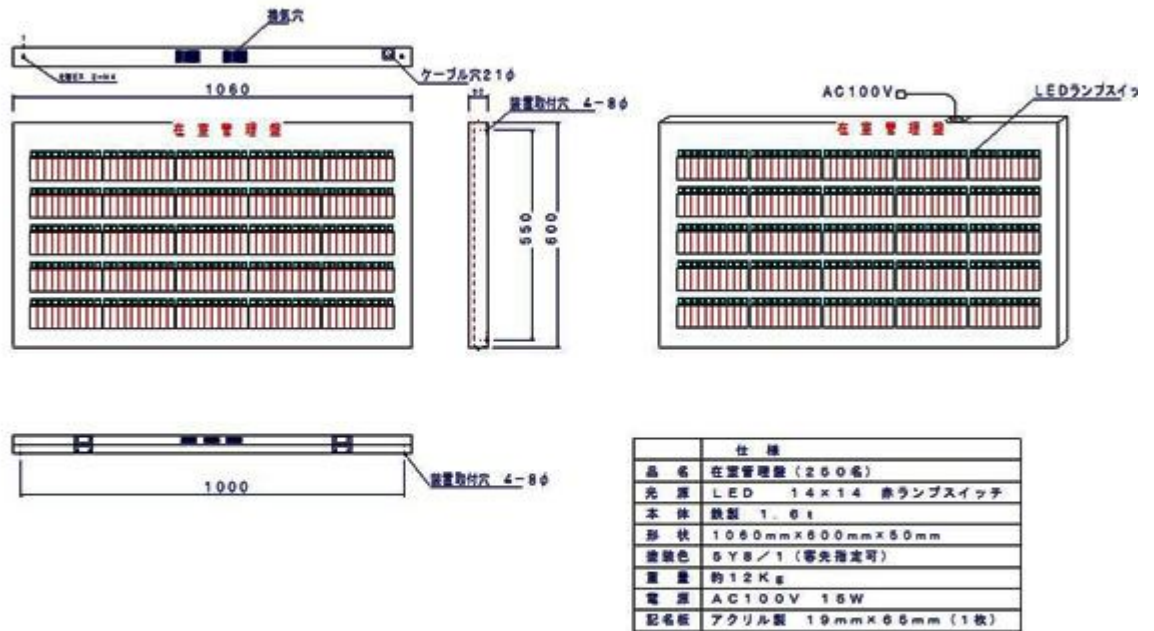 換気穴
ケーブル穴21φ
1060
装置取付穴 4-8φ
AC100V
LEDランプスイッ
在室管理盤
在室管理盤
550
600
装置取付穴 4-8φ
1000
仕様
品名 在室管理盤(250名)
光源 LED 14×14 赤ランプスイッチ
本体 鉄製 1.6t
形状 1060mm×600mm×50mm
塗装色 5Y8/1(客先指定可)
重量 約12Kg
電源 AC100V 15W
記名板 アクリル製 19mm×65mm(1枚)